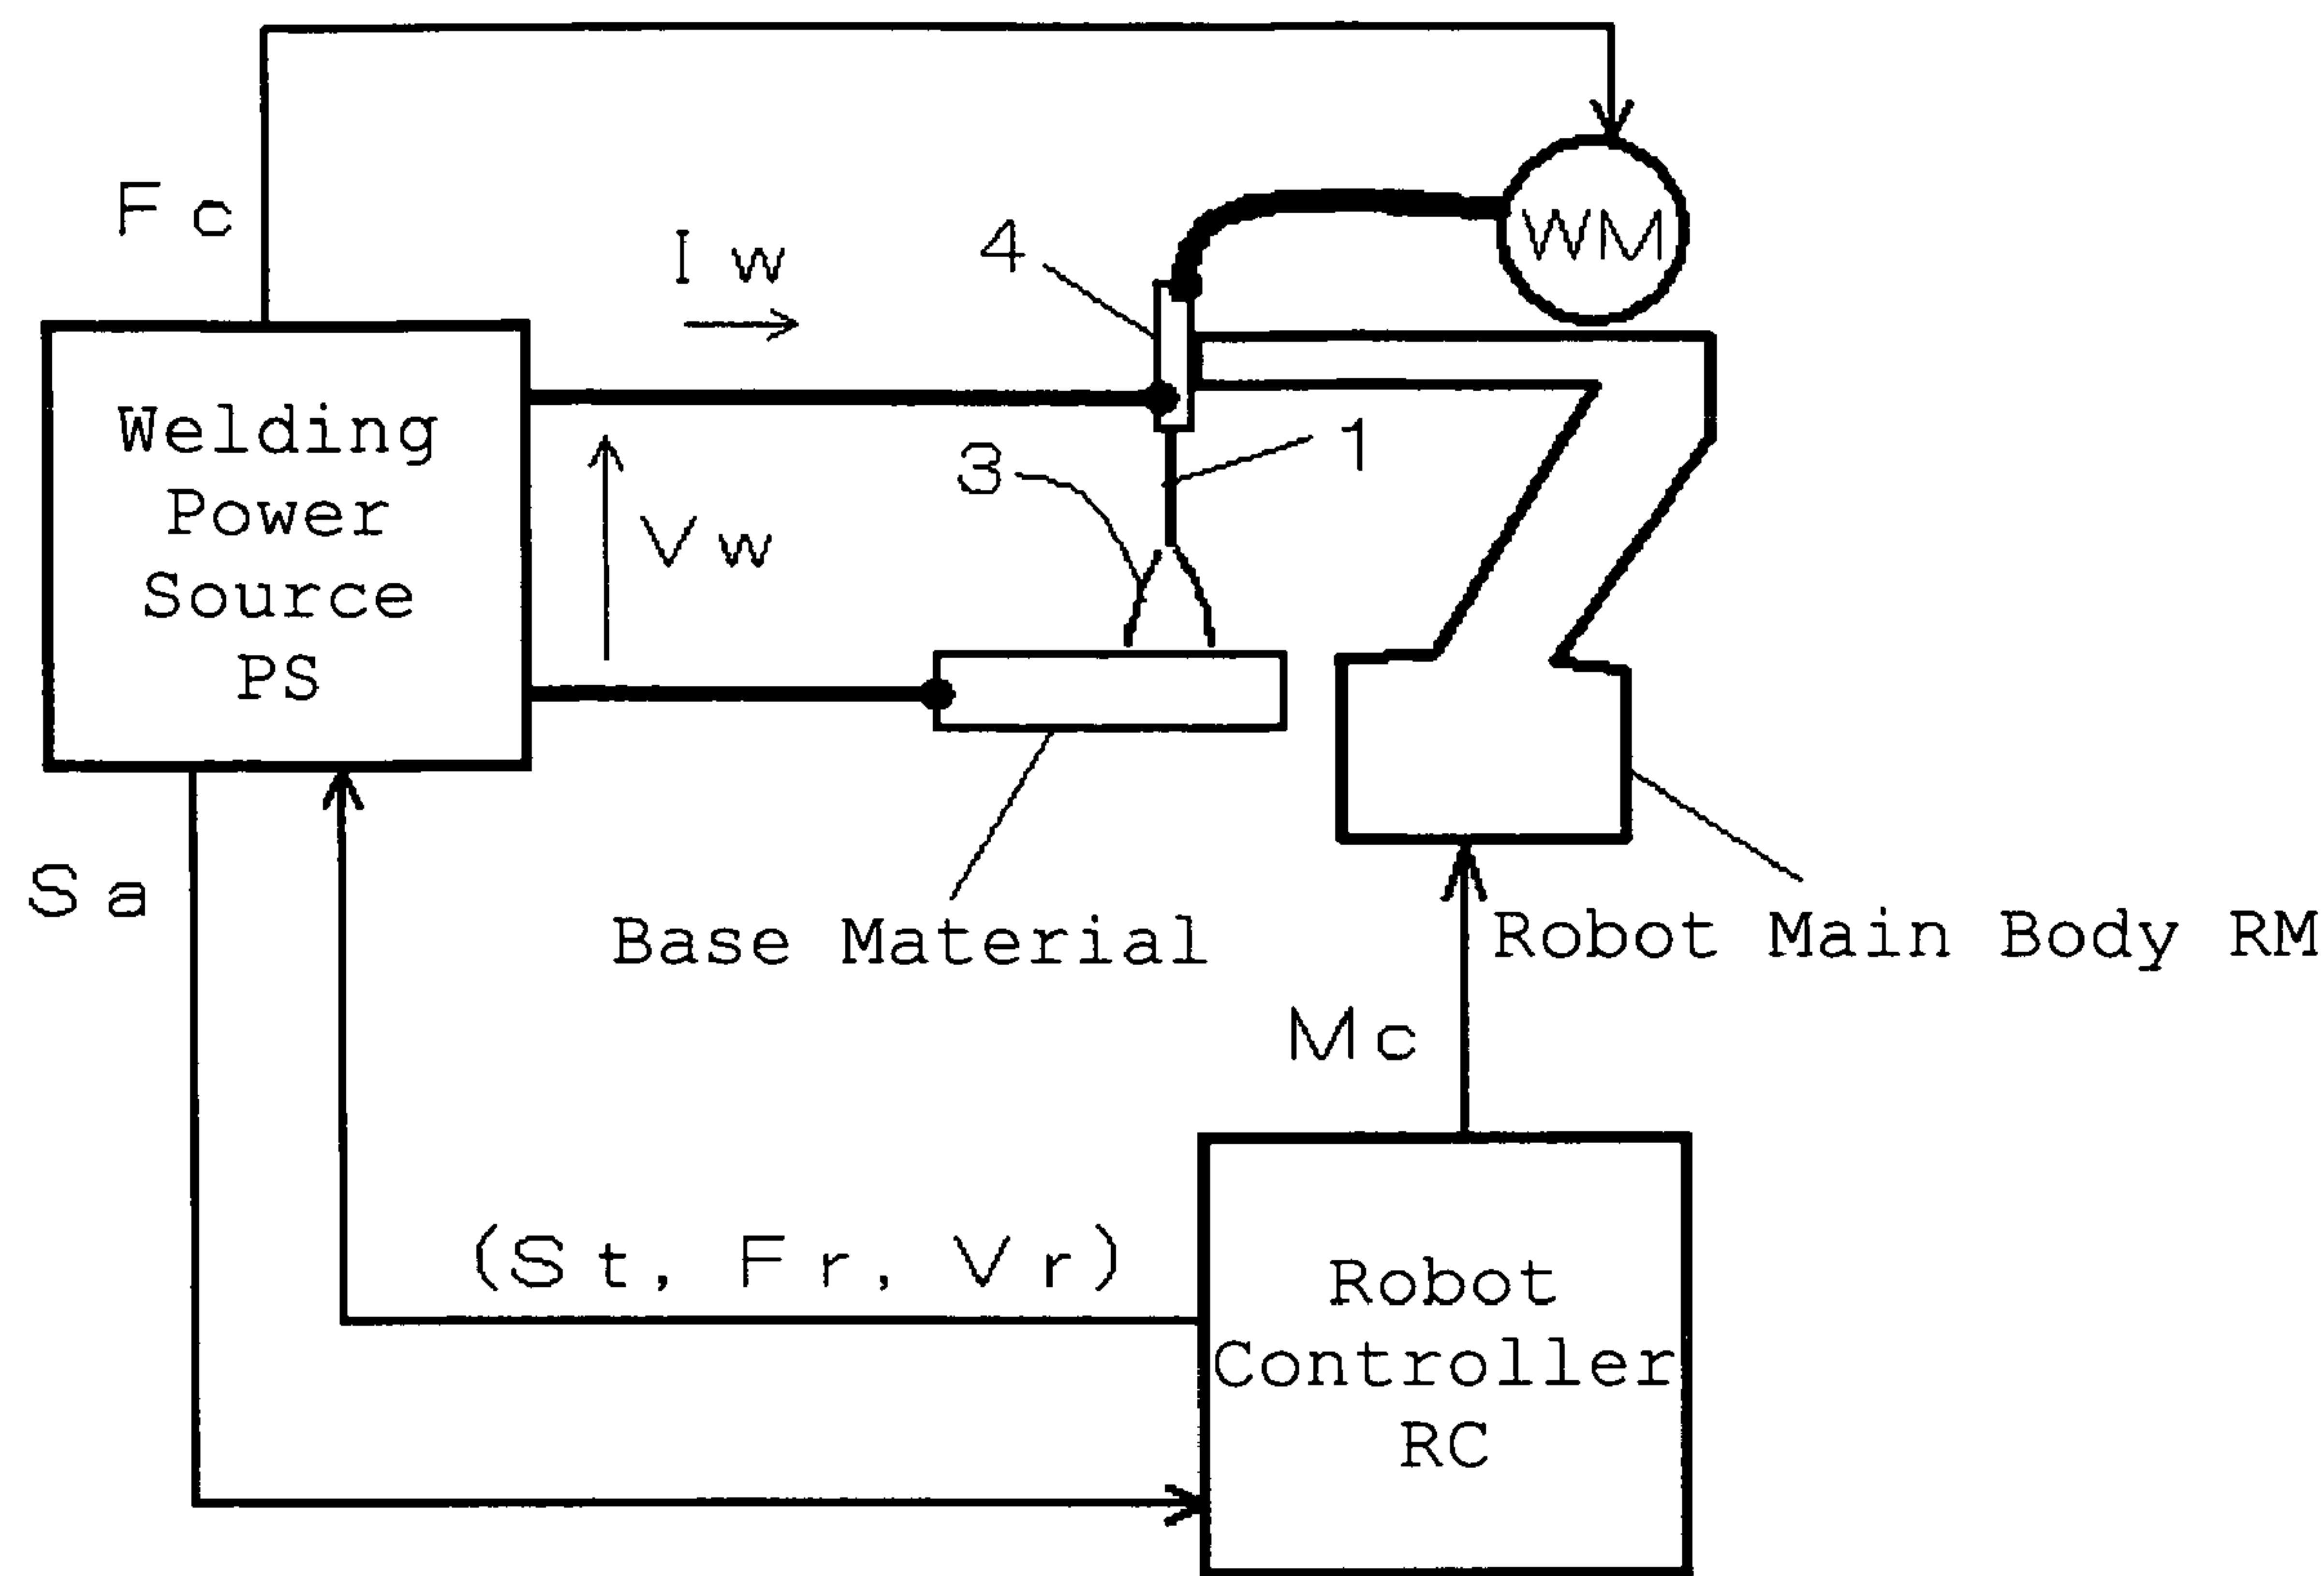 Fc
Iw
4
WM
Welding
Power
Source
PS
Vw
3
1
Sa
Base Material
Robot Main Body RM
Mc
(St, Fr, Vr)
Robot
Controller
RC